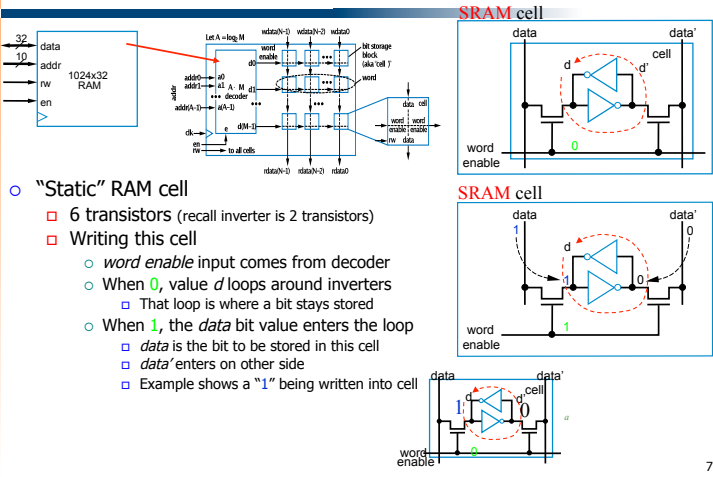 SRAM cell
32
data
10
addr
rw
en
1024x32
RAM
Let A = log2 M
wdata(N-1) wdata(N-2) wdata0
word
enable
bit storage
block
(aka "cell")
word
d0
addr
addr0 a0
addr1 a1 A · M
decoder
addr(A-1) a(A-1)
d1
clk
e
d(M-1)
en
rw to all cells
rdata(N-1) rdata(N-2) rdata0
data cell
word word
enable enable
rw data
data data'
d d' cell
word
enable
0
"Static" RAM cell
6 transistors (recall inverter is 2 transistors)
Writing this cell
word enable input comes from decoder
When 0, value d loops around inverters
That loop is where a bit stays stored
When 1, the data bit value enters the loop
data is the bit to be stored in this cell
data' enters on other side
Example shows a "1" being written into cell
SRAM cell
data data'
1 d 0
1 0
word
enable
1
data data'
d d' cell
1 0
a
word
enable
0
7